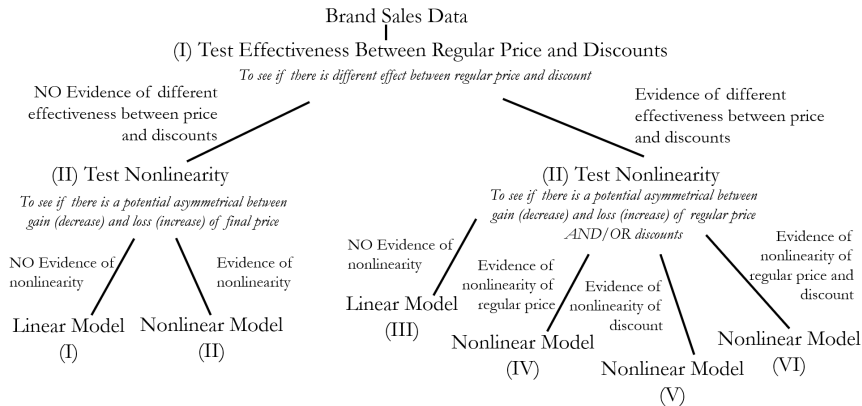 Brand Sales Data
(I) Test Effectiveness Between Regular Price and Discounts
To see if there is different effect between regular price and discount
NO Evidence of different
effectiveness between price
and discounts
Evidence of different
effectiveness between price
and discounts
(II) Test Nonlinearity
To see if there is a potential asymmetrical between
gain (decrease) and loss (increase) of final price
(II) Test Nonlinearity
To see if there is a potential asymmetrical between
gain (decrease) and loss (increase) of regular price
AND/OR discounts
NO Evidence of
nonlinearity
Evidence of
nonlinearity
NO Evidence of
nonlinearity
Evidence of
nonlinearity of
regular price
Evidence of
nonlinearity of
discount
Evidence of
nonlinearity of
regular price and
discount
Linear Model
(I)
Nonlinear Model
(II)
Linear Model
(III)
Nonlinear Model
(IV)
Nonlinear Model
(V)
Nonlinear Model
(VI)